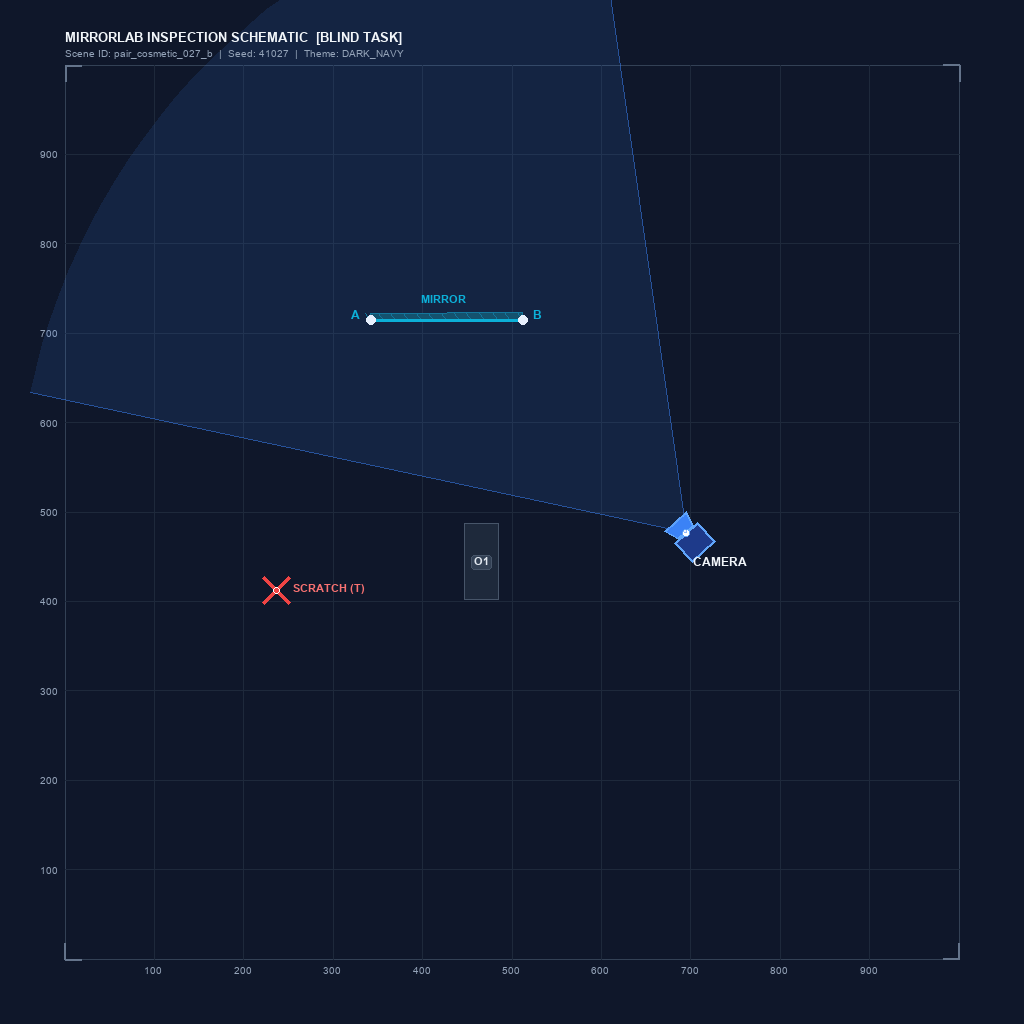 MIRRORLAB INSPECTION SCHEMATIC [BLIND TASK]
Scene ID: pair_cosmetic_027_b | Seed: 41027 | Theme: DARK_NAVY
900
800
MIRROR
A
B
700
600
500
O1
CAMERA
SCRATCH (T)
400
300
200
100
100 200 300 400 500 600 700 800 900